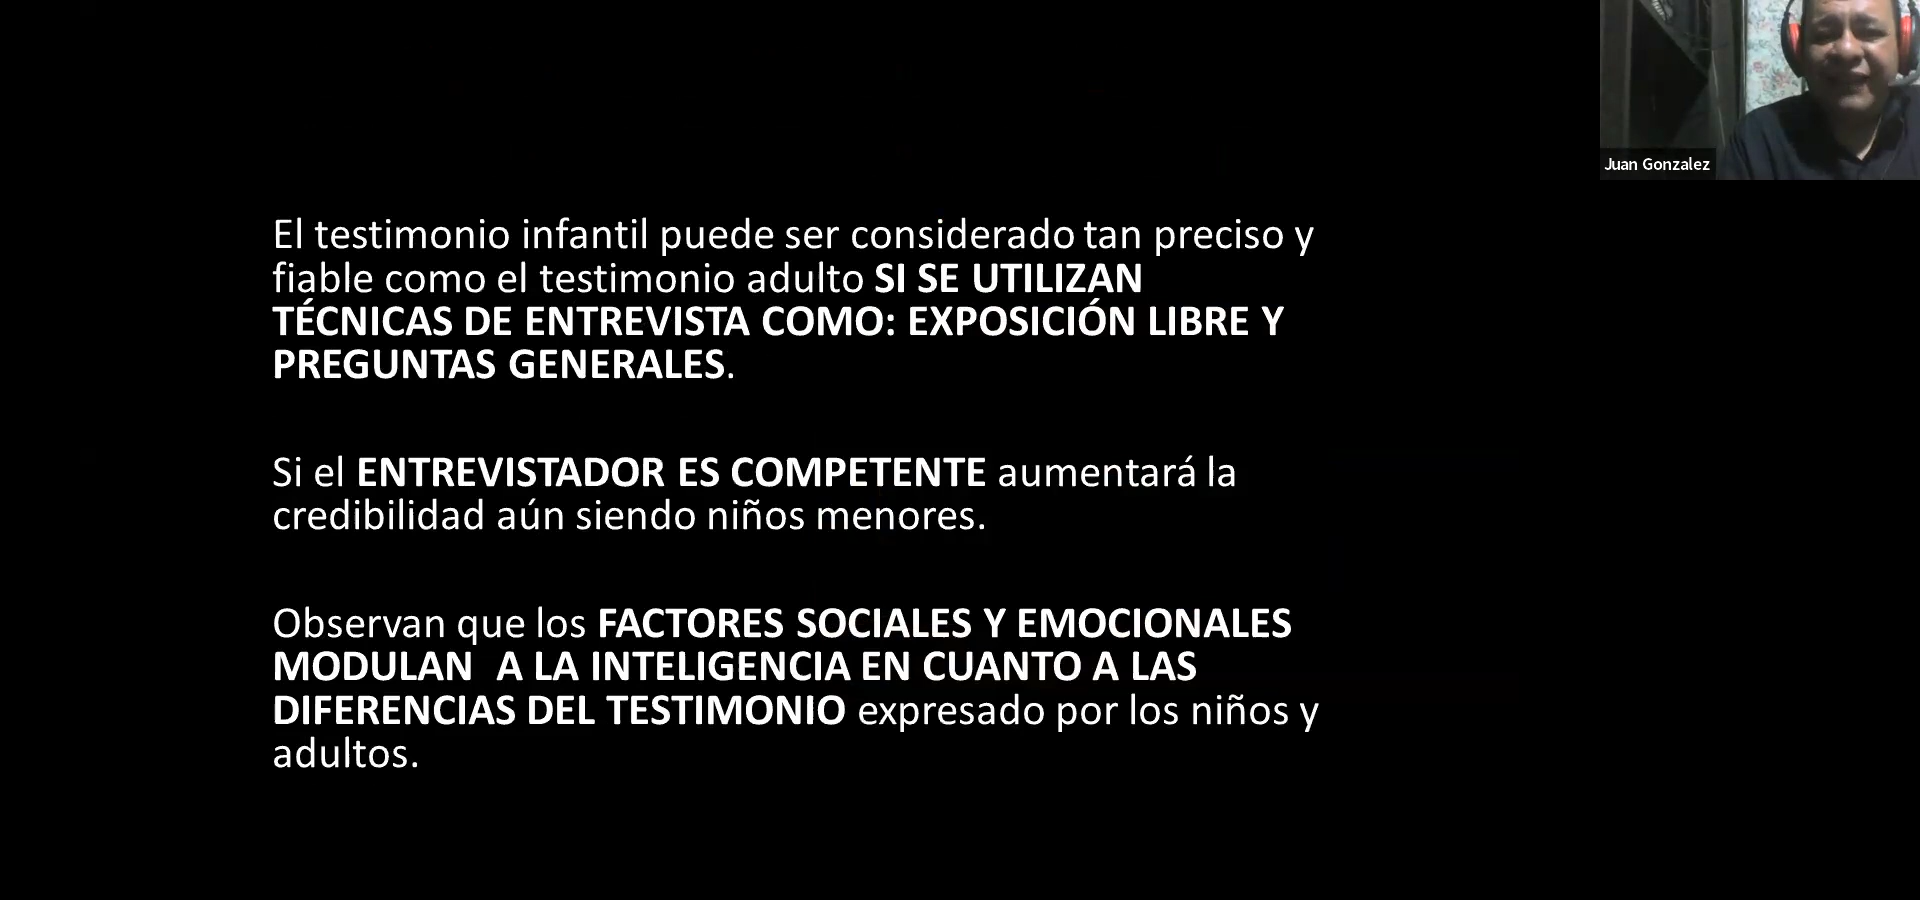 Juan Gonzalez
El testimonio infantil puede ser considerado tan preciso y
fiable como el testimonio adulto SI SE UTILIZAN
TÉCNICAS DE ENTREVISTA COMO: EXPOSICIÓN LIBRE Y
PREGUNTAS GENERALES.
Si el ENTREVISTADOR ES COMPETENTE aumentará la
credibilidad aún siendo niños menores.
Observan que los FACTORES SOCIALES Y EMOCIONALES
MODULAN  A LA INTELIGENCIA EN CUANTO A LAS
DIFERENCIAS DEL TESTIMONIO expresado por los niños y
adultos.